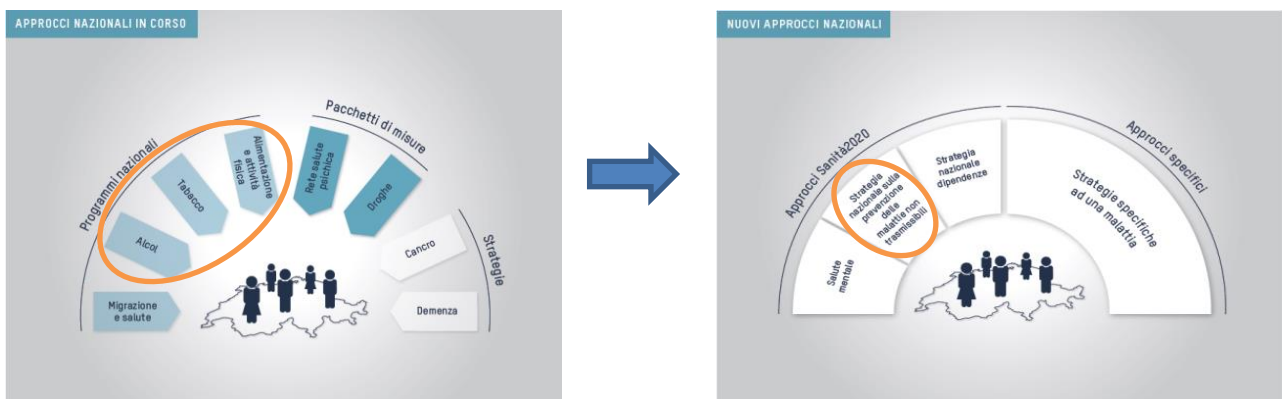 APPROCCI NAZIONALI IN CORSO
Programmi nazionali
Pacchetti di misure
Strategie
Migrazione
e salute
Alcol
Tabacco
Alimentazione
e attività
fisica
Rete salute
psichica
Droghe
Cancro
Demenza
NUOVI APPROCCI NAZIONALI
Approcci Sanità2020
Approcci specifici
Salute
mentale
Strategia
nazionale sulla
prevenzione
delle
malattie non
trasmissibili
Strategia
nazionale
dipendenze
Strategie specifiche
ad una malattia